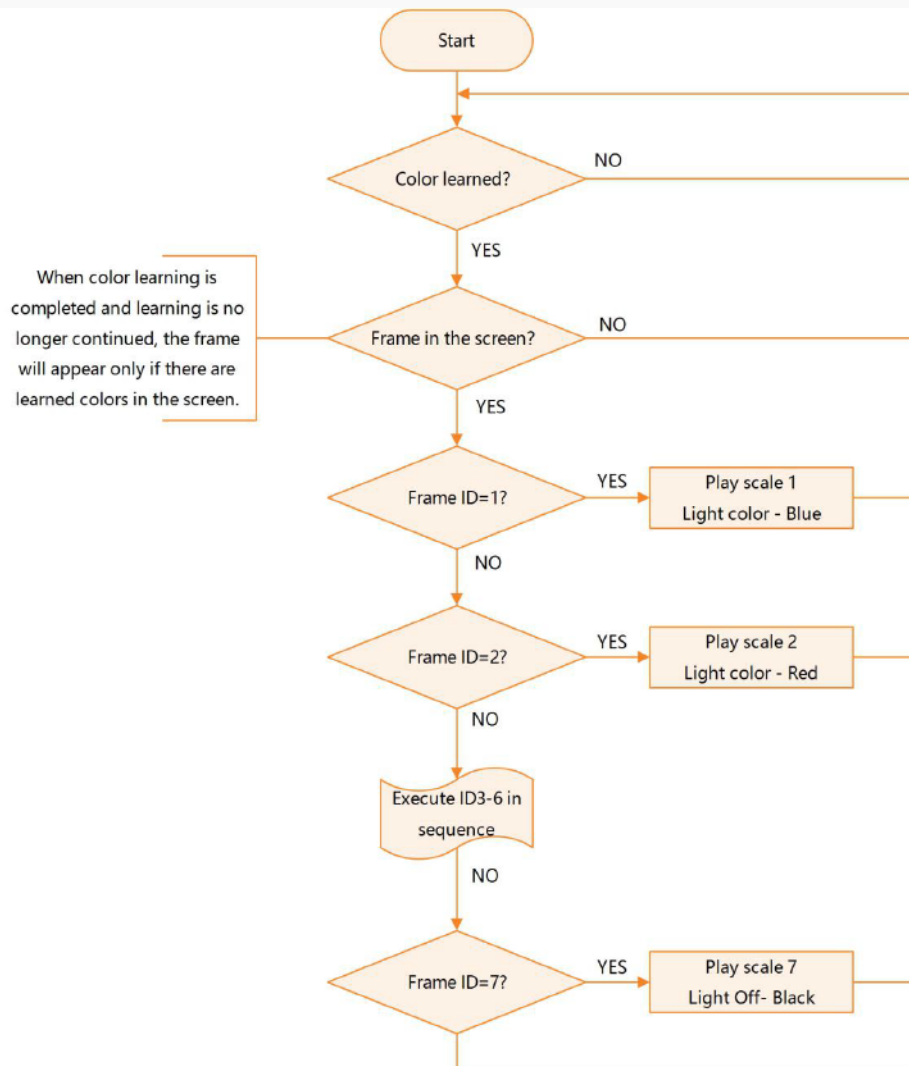 Start
Color learned?
NO
YES
When color learning is
completed and learning is no
longer continued, the frame
will appear only if there are
learned colors in the screen.
Frame in the screen?
NO
YES
Frame ID=1?
YES
Play scale 1
Light color - Blue
NO
Frame ID=2?
YES
Play scale 2
Light color - Red
NO
Execute ID3-6 in
sequence
NO
Frame ID=7?
YES
Play scale 7
Light Off- Black